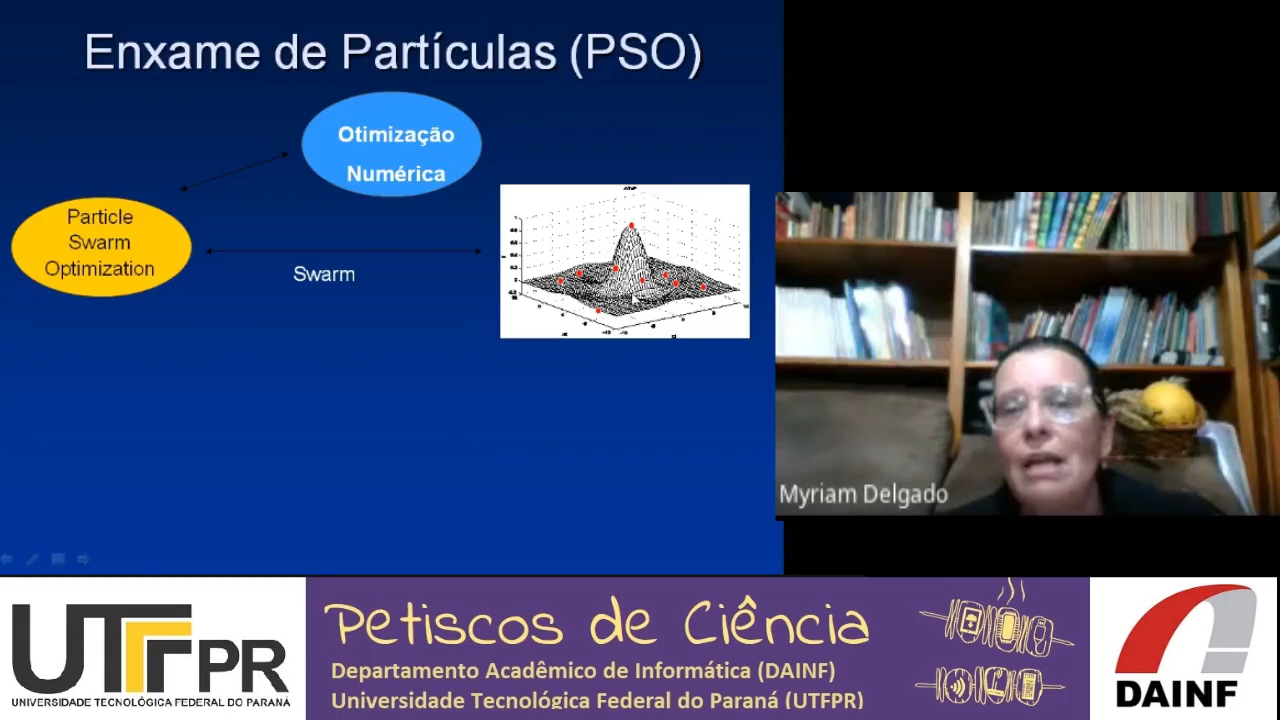 Enxame de Partículas (PSO)
Otimização
Numérica
Particle
Swarm
Optimization
Swarm
Myriam Delgado
UTFPR
UNIVERSIDADE TECNOLÓGICA FEDERAL DO PARANÁ
Petiscos de Ciência
Departamento Acadêmico de Informática (DAINF)
Universidade Tecnológica Federal do Paraná (UTFPR)
DAINF